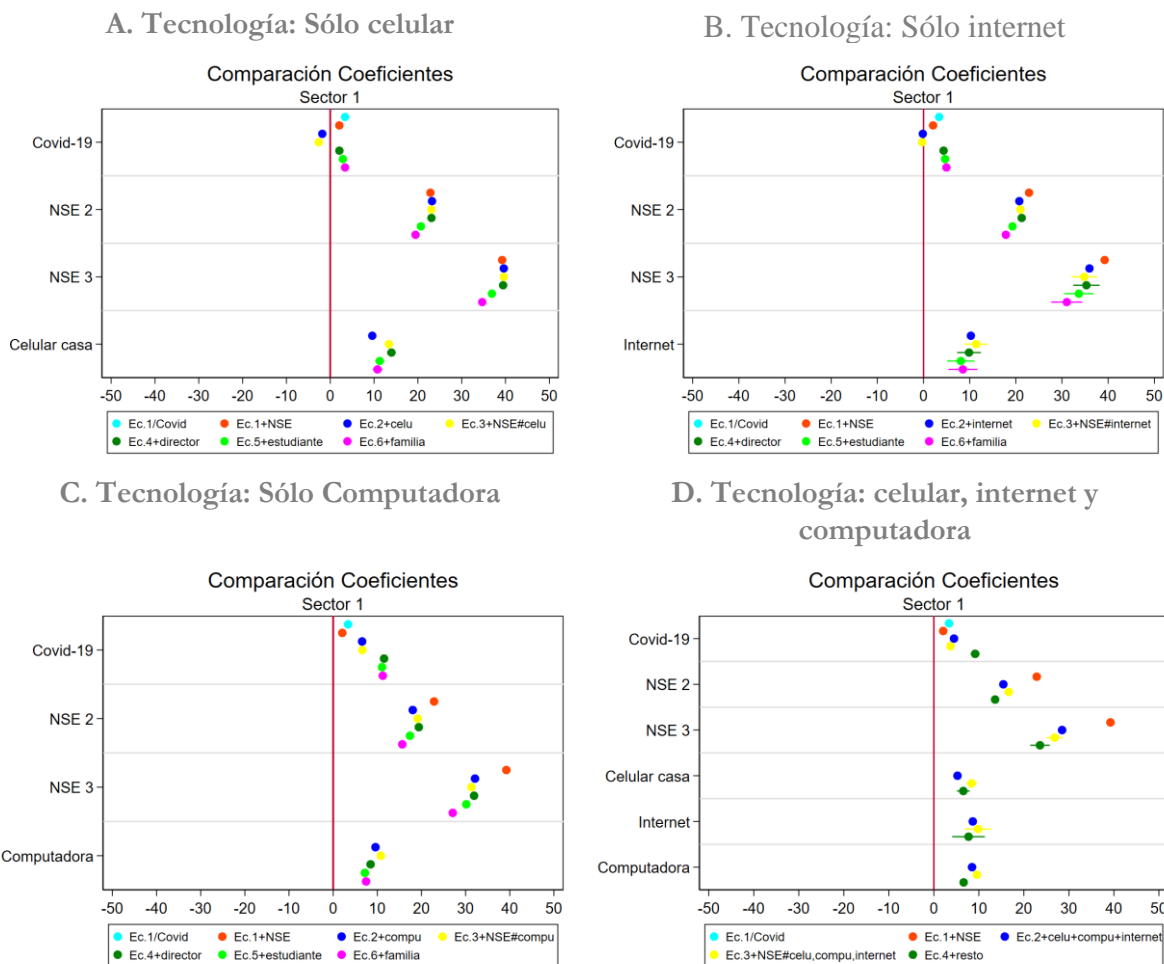 A. Tecnología: Sólo celular
Comparación Coeficientes
Sector 1
Covid-19
NSE 2
NSE 3
Celular casa
-50 -40 -30 -20 -10 0 10 20 30 40 50
Ec.1/Covid Ec.1+NSE Ec.2+celu Ec.3+NSE#celu
Ec.4+director Ec.5+estudiante Ec.6+familia
B. Tecnología: Sólo internet
Comparación Coeficientes
Sector 1
Covid-19
NSE 2
NSE 3
Internet
-50 -40 -30 -20 -10 0 10 20 30 40 50
Ec.1/Covid Ec.1+NSE Ec.2+internet Ec.3+NSE#internet
Ec.4+director Ec.5+estudiante Ec.6+familia
C. Tecnología: Sólo Computadora
Comparación Coeficientes
Sector 1
Covid-19
NSE 2
NSE 3
Computadora
-50 -40 -30 -20 -10 0 10 20 30 40 50
Ec.1/Covid Ec.1+NSE Ec.2+compu Ec.3+NSE#compu
Ec.4+director Ec.5+estudiante Ec.6+familia
D. Tecnología: celular, internet y
computadora
Comparación Coeficientes
Sector 1
Covid-19
NSE 2
NSE 3
Celular casa
Internet
Computadora
-50 -40 -30 -20 -10 0 10 20 30 40 50
Ec.1/Covid Ec.1+NSE Ec.2+celu+compu+internet
Ec.3+NSE#celu,compu,internet Ec.4+resto